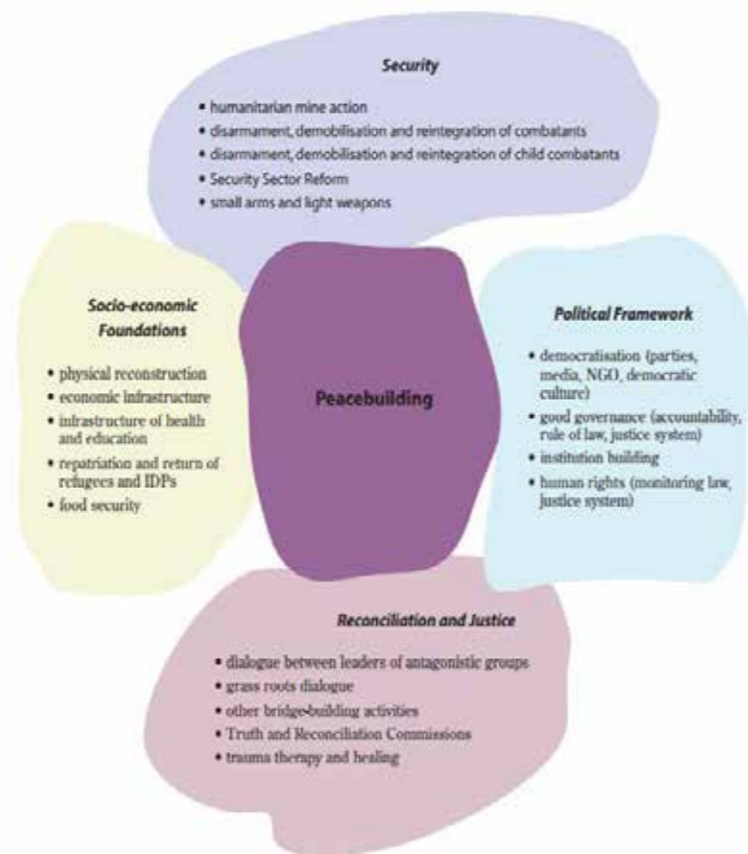 Security
• humanitarian mine action
• disarmament, demobilisation and reintegration of combatants
• disarmament, demobilisation and reintegration of child combatants
• Security Sector Reform
• small arms and light weapons
Socio-economic
Foundations
• physical reconstruction
• economic infrastructure
• infrastructure of health
and education
• repatriation and return of
refugees and IDPs
• food security
Peacebuilding
Political Framework
• democratisation (parties,
media, NGO, democratic
culture)
• good governance (accountability,
rule of law, justice system)
• institution building
• human rights (monitoring law,
justice system)
Reconciliation and Justice
• dialogue between leaders of antagonistic groups
• grass roots dialogue
• other bridge-building activities
• Truth and Reconciliation Commissions
• trauma therapy and healing